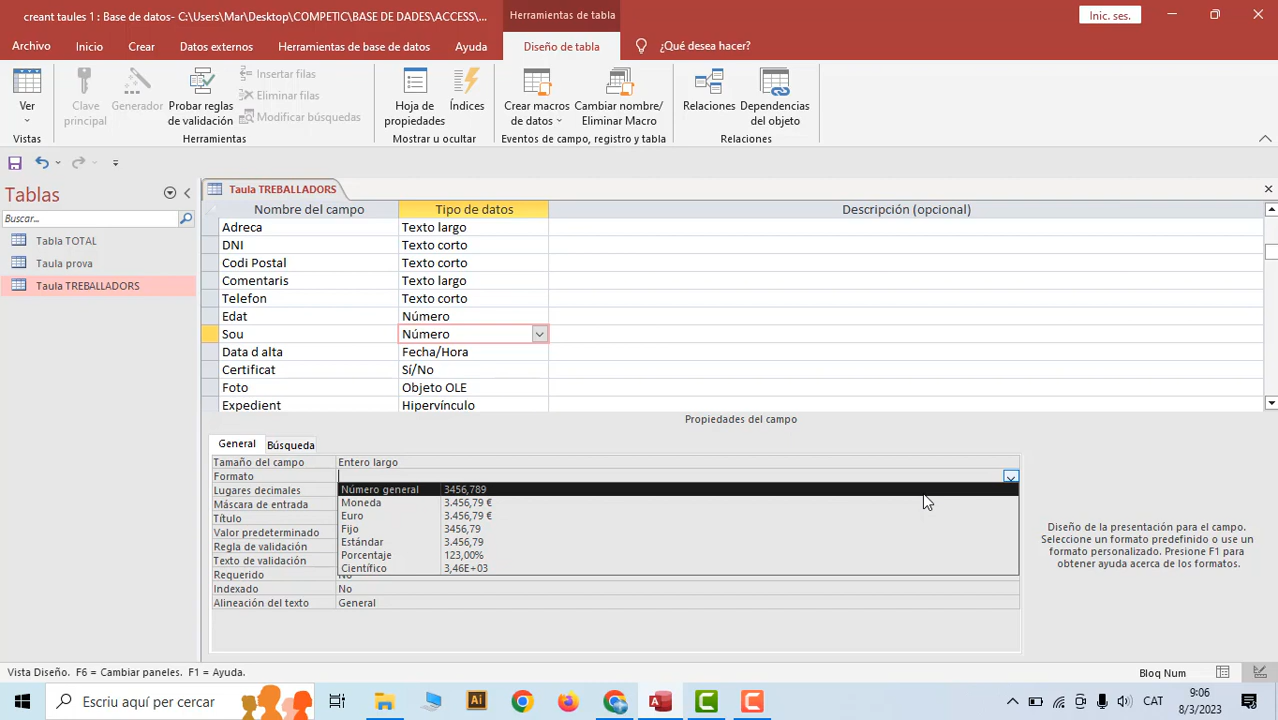 creant taules 1 : Base de datos- C:\Users\Mar\Desktop\COMPETIC\BASE DE DADES\ACCESS\...
Herramientas de tabla
Inic. ses.
Archivo Inicio Crear Datos externos Herramientas de base de datos Ayuda Diseño de tabla ¿Qué desea hacer?
Ver
Clave principal
Generador
Probar reglas de validación
Insertar filas
Eliminar filas
Modificar búsquedas
Hoja de propiedades
Índices
Crear macros de datos
Cambiar nombre/ Eliminar Macro
Relaciones
Dependencias del objeto
Vistas Herramientas Mostrar u ocultar Eventos de campo, registro y tabla Relaciones
Tablas
Buscar...
Tabla TOTAL
Taula prova
Taula TREBALLADORS
Taula TREBALLADORS
Nombre del campo Tipo de datos Descripción (opcional)
Adreca Texto largo
DNI Texto corto
Codi Postal Texto corto
Comentaris Texto largo
Telefon Texto corto
Edat Número
Sou Número
Data d alta Fecha/Hora
Certificat Sí/No
Foto Objeto OLE
Expedient Hipervínculo
Propiedades del campo
General Búsqueda
Tamaño del campo Entero largo
Formato
Lugares decimales
Máscara de entrada
Título
Valor predeterminado
Regla de validación
Texto de validación
Requerido No
Indexado No
Alineación del texto General
Número general 3456,789
Moneda 3.456,79 €
Euro 3.456,79 €
Fijo 3456,79
Estándar 3.456,79
Porcentaje 123,00%
Científico 3,46E+03
Diseño de la presentación para el campo.
Seleccione un formato predefinido o use un
formato personalizado. Presione F1 para
obtener ayuda acerca de los formatos.
Vista Diseño. F6 = Cambiar paneles. F1 = Ayuda.
Bloq Num
Escriu aquí per cercar
Ai
CAT
9:06
8/3/2023